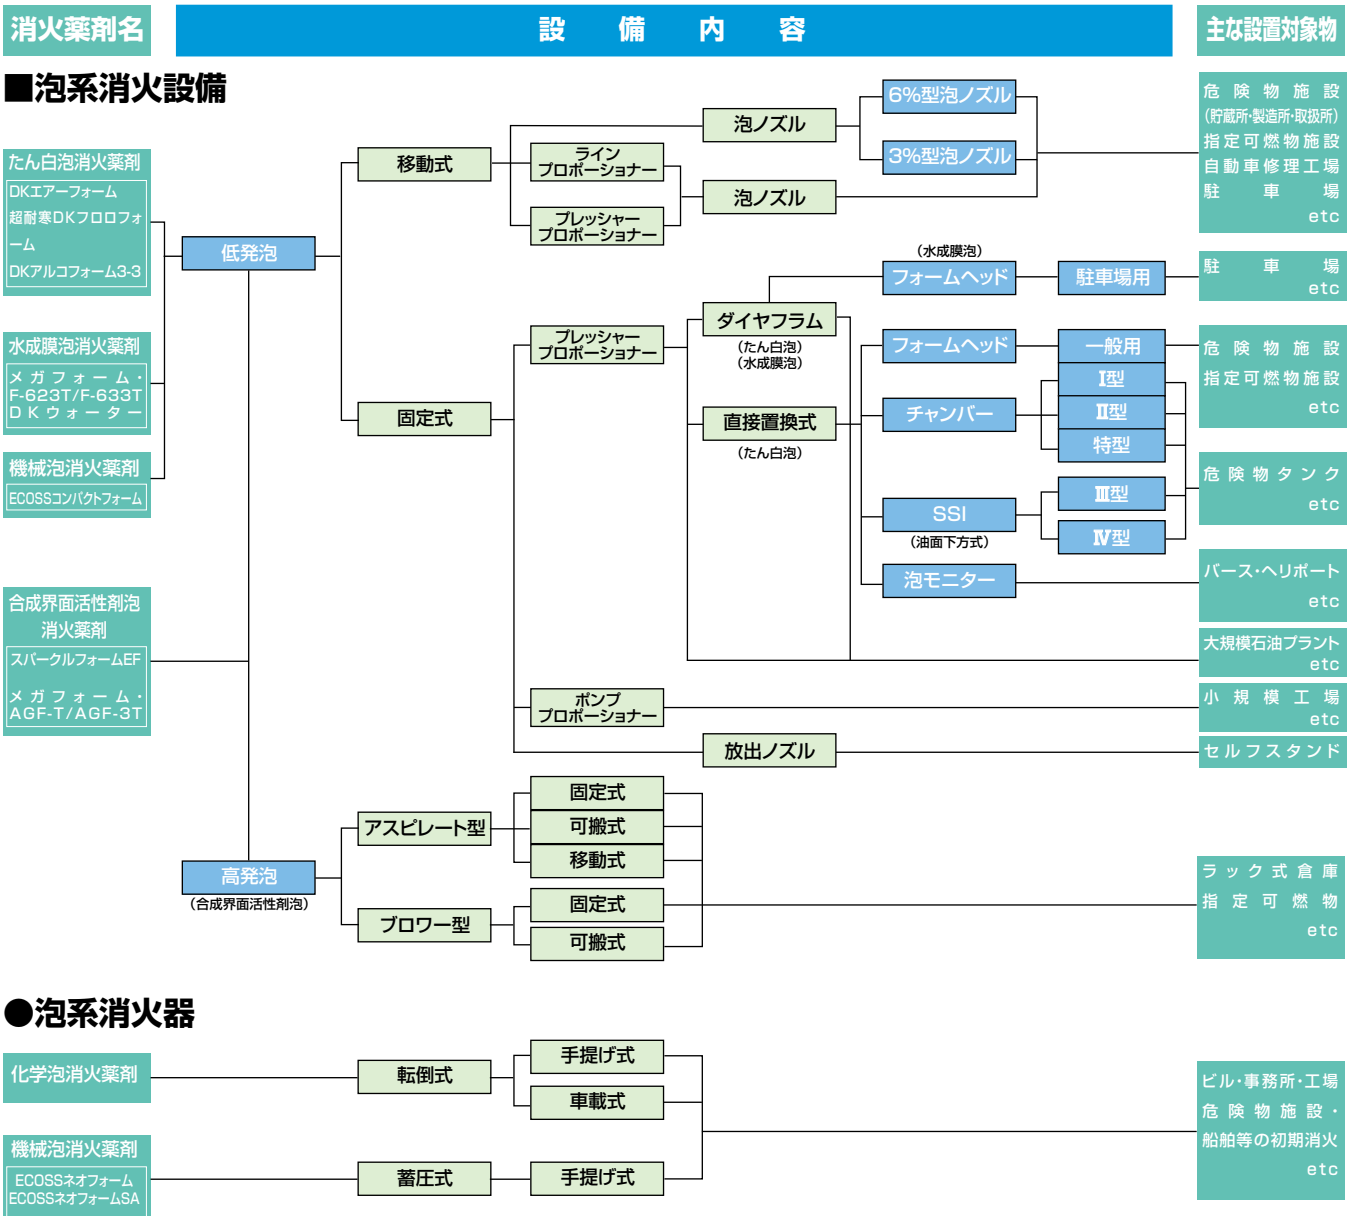 消火薬剤名
設備内容
主な設置対象物
■泡系消火設備
たん白泡消火薬剤
DKエアーフォーム
超耐寒DKフロロフォ
ーム
DKアルコフォーム3-3
水成膜泡消火薬剤
メガフォーム・
F-623T/F-633T
DKウォーター
機械泡消火薬剤
ECOSSコンパクトフォーム
合成界面活性剤泡
消火薬剤
スパークルフォームEF
メガフォーム・
AGF-T/AGF-3T
低発泡
高発泡
(合成界面活性剤泡)
移動式
固定式
アスピレート型
ブロワー型
ライン
プロポーショナー
プレッシャー
プロポーショナー
プレッシャー
プロポーショナー
ポンプ
プロポーショナー
固定式
可搬式
移動式
固定式
可搬式
泡ノズル
泡ノズル
ダイヤフラム
(たん白泡)
(水成膜泡)
直接置換式
(たん白泡)
放出ノズル
6%型泡ノズル
3%型泡ノズル
(水成膜泡)
フォームヘッド
駐車場用
フォームヘッド
一般用
チャンバー
Ⅰ型
Ⅱ型
特型
SSI
(油面下方式)
Ⅲ型
Ⅳ型
泡モニター
危険物施設
(貯蔵所・製造所・取扱所)
指定可燃物施設
自動車修理工場
駐車場
etc
駐車場
etc
危険物施設
指定可燃物施設
etc
危険物タンク
etc
バース・ヘリポート
etc
大規模石油プラント
etc
小規模工場
etc
セルフスタンド
ラック式倉庫
指定可燃物
etc
●泡系消火器
化学泡消火薬剤
転倒式
手提げ式
車載式
機械泡消火薬剤
ECOSSネオフォーム
ECOSSネオフォームSA
蓄圧式
手提げ式
ビル・事務所・工場
危険物施設・
船舶等の初期消火
etc